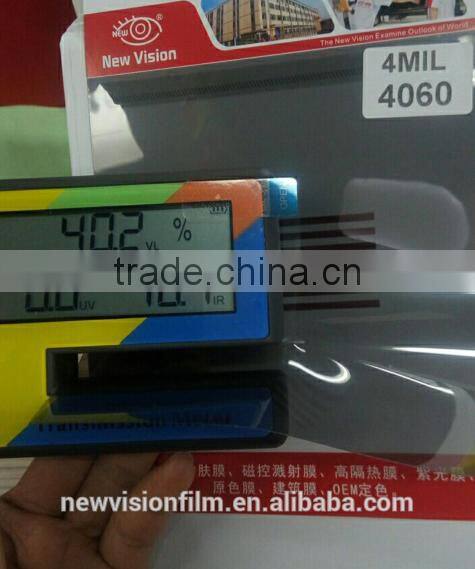 NEW
New Vision
®
The New Vision Examine Outlook of World
4MIL
4060
40.2 VL %
trade.china.cn
0.0 UV IR
Transmission Meter
肤膜、磁控溅射膜、高隔热膜、紫光膜、
原色膜、建筑膜、OEM定色。
newvisionfilm.en.alibaba.com